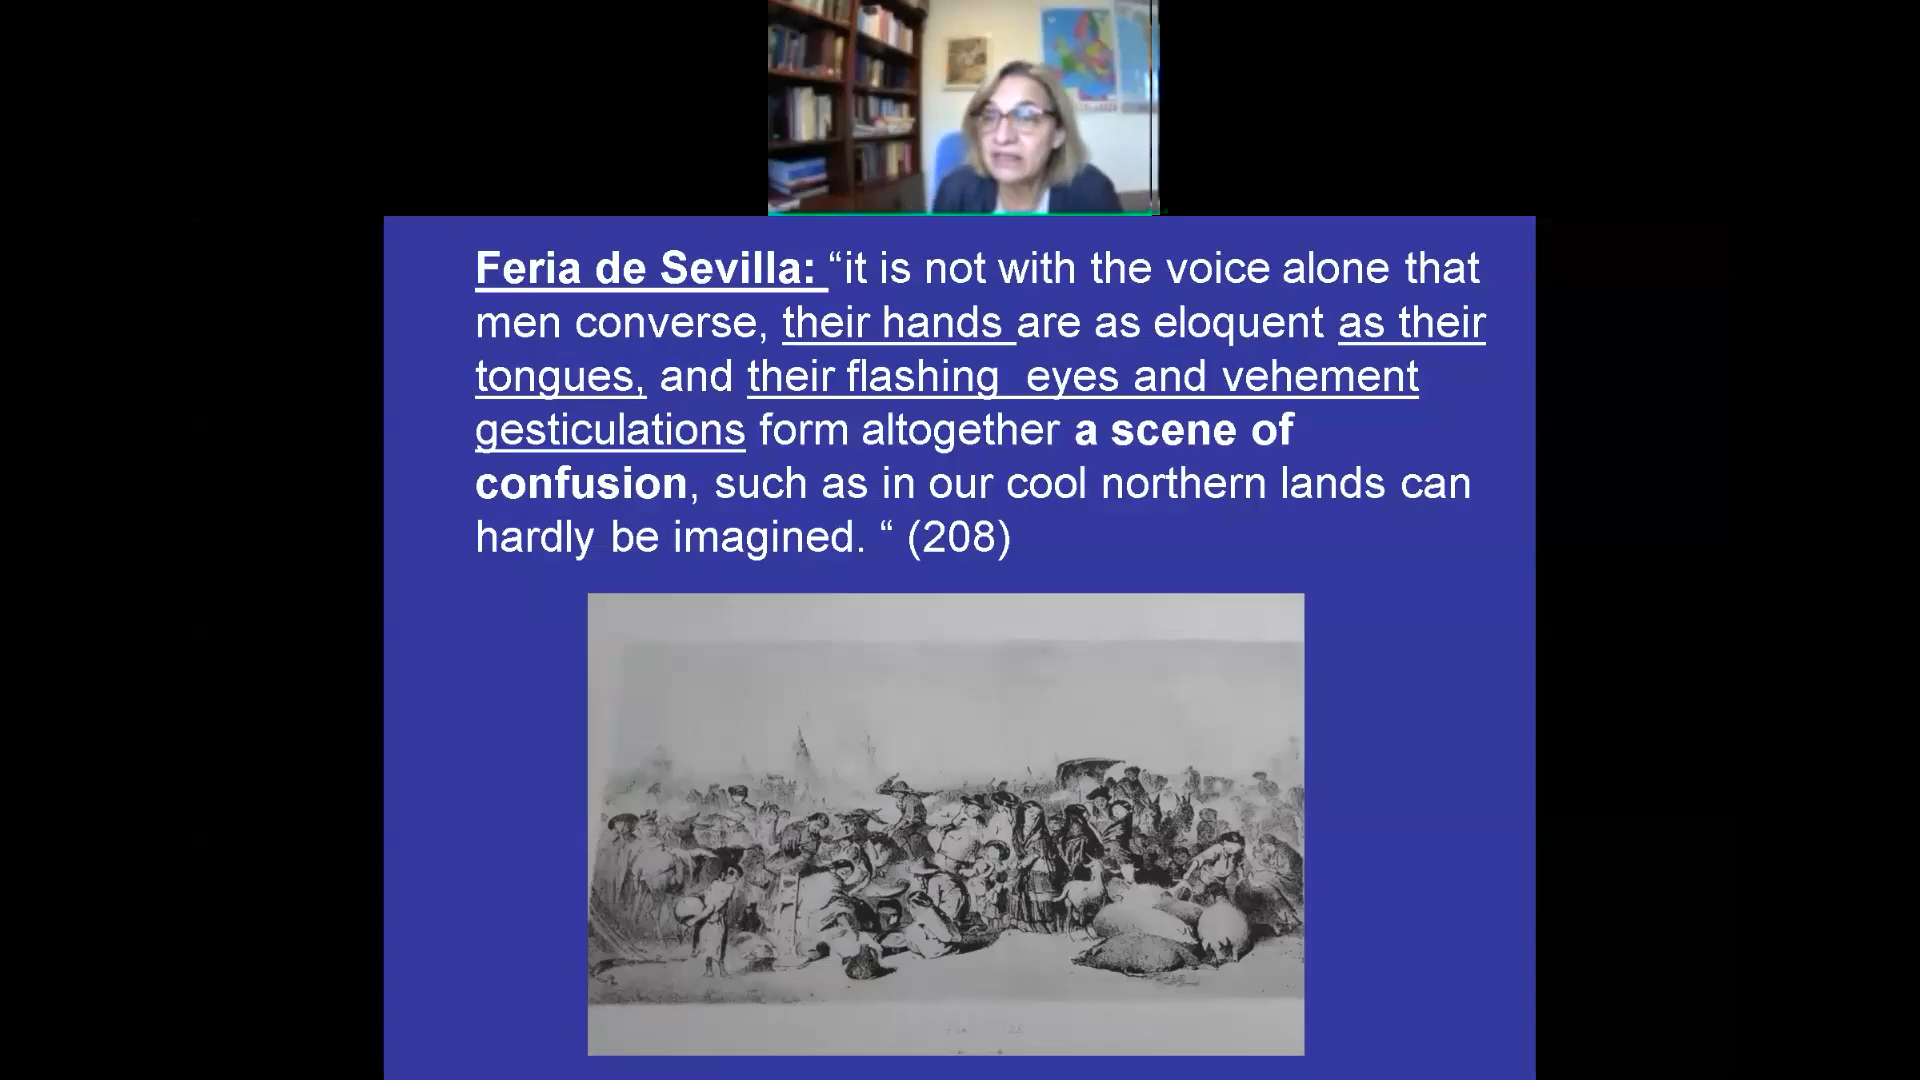 Feria de Sevilla: “it is not with the voice alone that
men converse, their hands are as eloquent as their
tongues, and their flashing  eyes and vehement
gesticulations form altogether a scene of
confusion, such as in our cool northern lands can
hardly be imagined. “ (208)